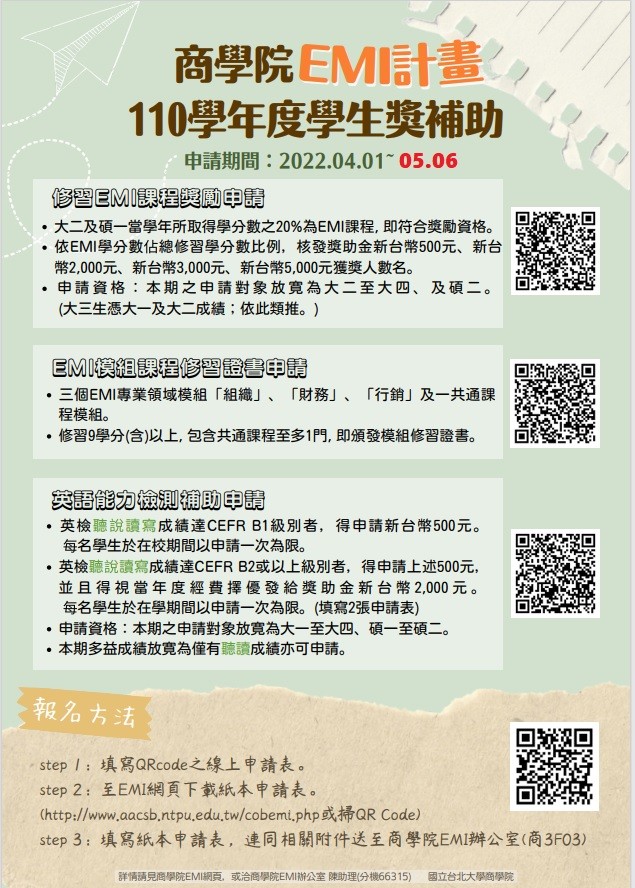 商學院EMI計畫
110學年度學生獎補助
申請期間：2022.04.01~ 05.06
修習EMI課程獎勵申請
• 大二及碩一當學年所取得學分數之20%為EMI課程, 即符合獎勵資格。
• 依EMI學分數佔總修習學分數比例，核發獎助金新台幣500元、新台
幣2,000元、新台幣3,000元、新台幣5,000元獲獎人數名。
• 申請資格：本期之申請對象放寬為大二至大四、及碩二。
(大三生憑大一及大二成績；依此類推。)
EMI模組課程修習證書申請
• 三個EMI專業領域模組「組織」、「財務」、「行銷」及一共通課
程模組。
• 修習9學分(含)以上, 包含共通課程至多1門, 即頒發模組修習證書。
英語能力檢測補助申請
• 英檢聽說讀寫成績達CEFR B1級別者，得申請新台幣500元。
每名學生於在校期間以申請一次為限。
• 英檢聽說讀寫成績達CEFR B2或以上級別者，得申請上述500元，
並且得視當年度經費擇優發給獎助金新台幣2,000元。
每名學生於在學期間以申請一次為限。(填寫2張申請表)
• 申請資格：本期之申請對象放寬為大一至大四、碩一至碩二。
• 本期多益成績放寬為僅有聽讀成績亦可申請。
報名方法
step 1：填寫QRcode之線上申請表。
step 2：至EMI網頁下載紙本申請表。
(http://www.aacsb.ntpu.edu.tw/cobemi.php或掃QR Code)
step 3：填寫紙本申請表，連同相關附件送至商學院EMI辦公室(商3F03)
詳情請見商學院EMI網頁，或洽商學院EMI辦公室 陳助理(分機66315) 國立台北大學商學院